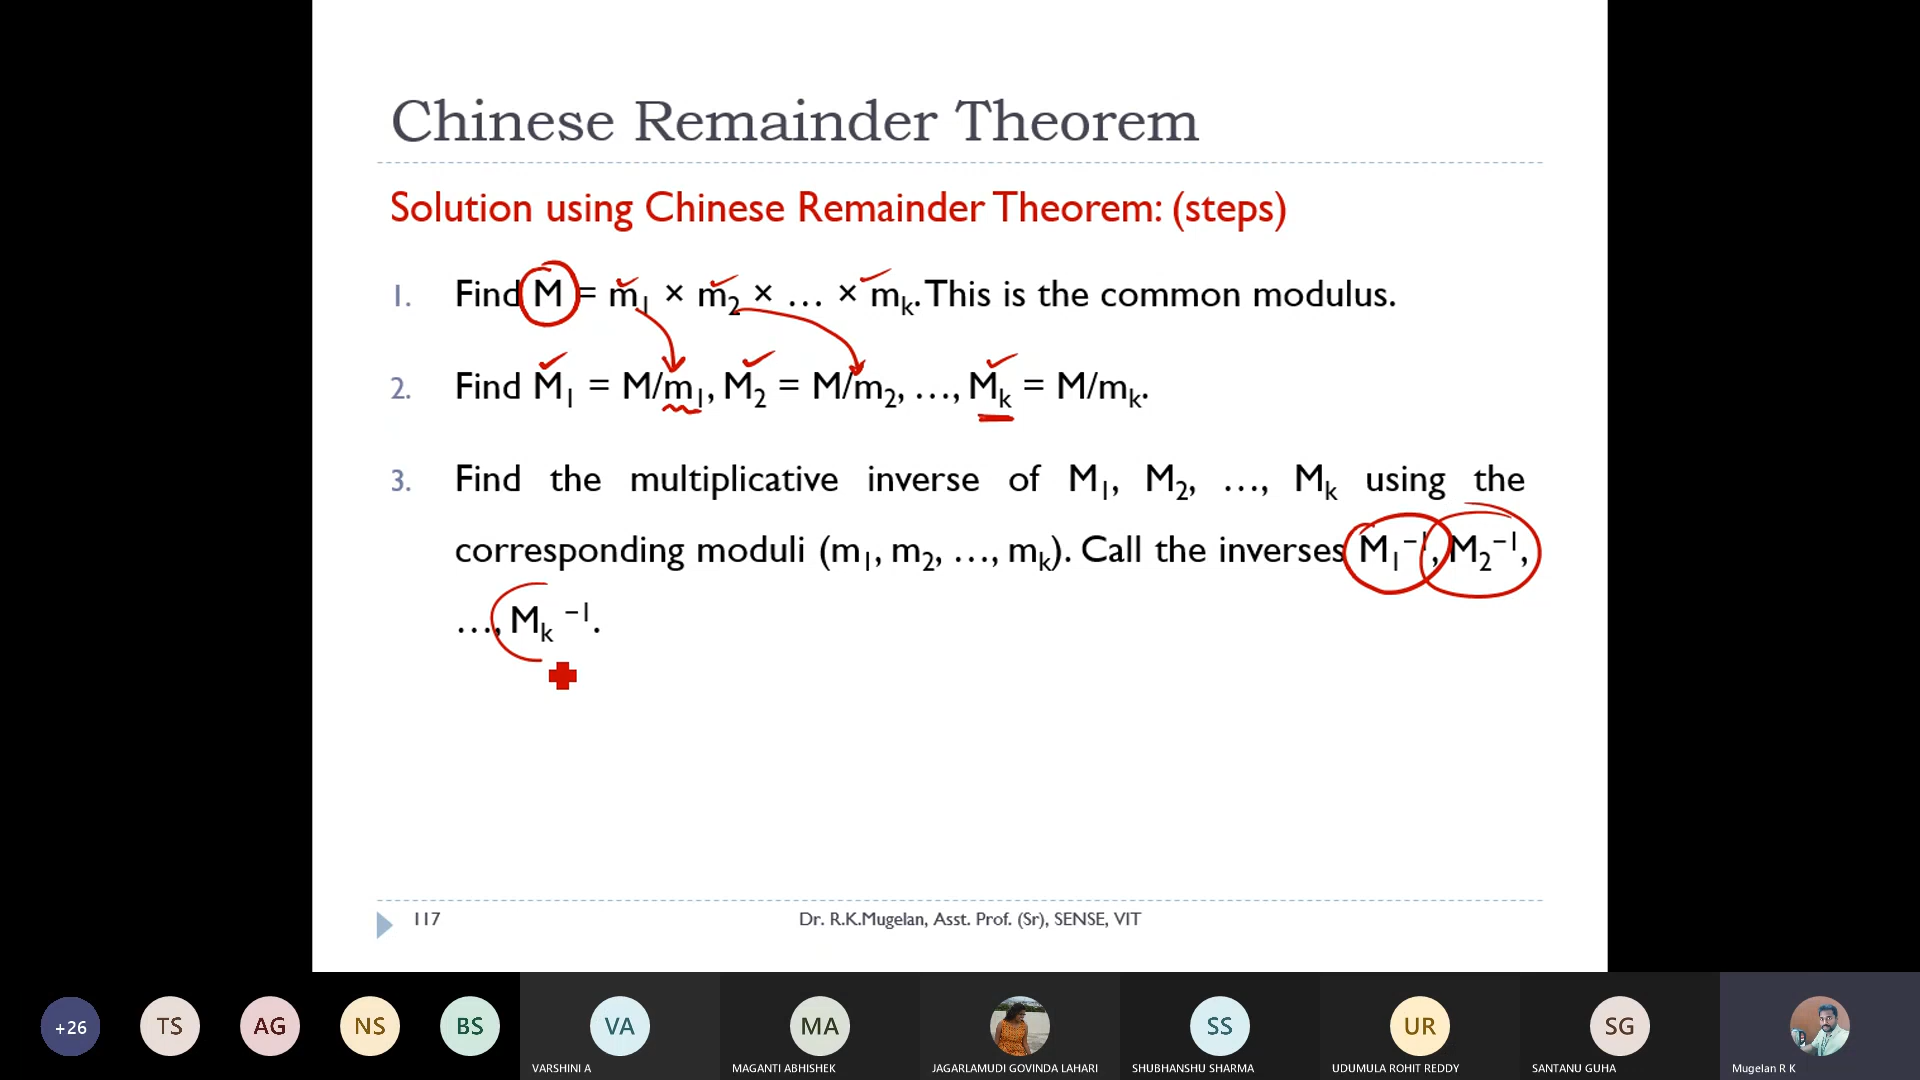 Chinese Remainder Theorem
Solution using Chinese Remainder Theorem: (steps)
1. Find M = m₁ × m₂ × … × mₖ. This is the common modulus.
2. Find M₁ = M/m₁, M₂ = M/m₂, …, Mₖ = M/mₖ.
3. Find the multiplicative inverse of M₁, M₂, …, Mₖ using the
corresponding moduli (m₁, m₂, …, mₖ). Call the inverses M₁⁻¹, M₂⁻¹,
…, Mₖ ⁻¹.
117
Dr. R.K.Mugelan, Asst. Prof. (Sr), SENSE, VIT
+26 TS AG NS BS VA MA SS UR SG
VARSHINI A MAGANTI ABHISHEK JAGARLAMUDI GOVINDA LAHARI SHUBHANSHU SHARMA UDUMULA ROHIT REDDY SANTANU GUHA Mugelan R K